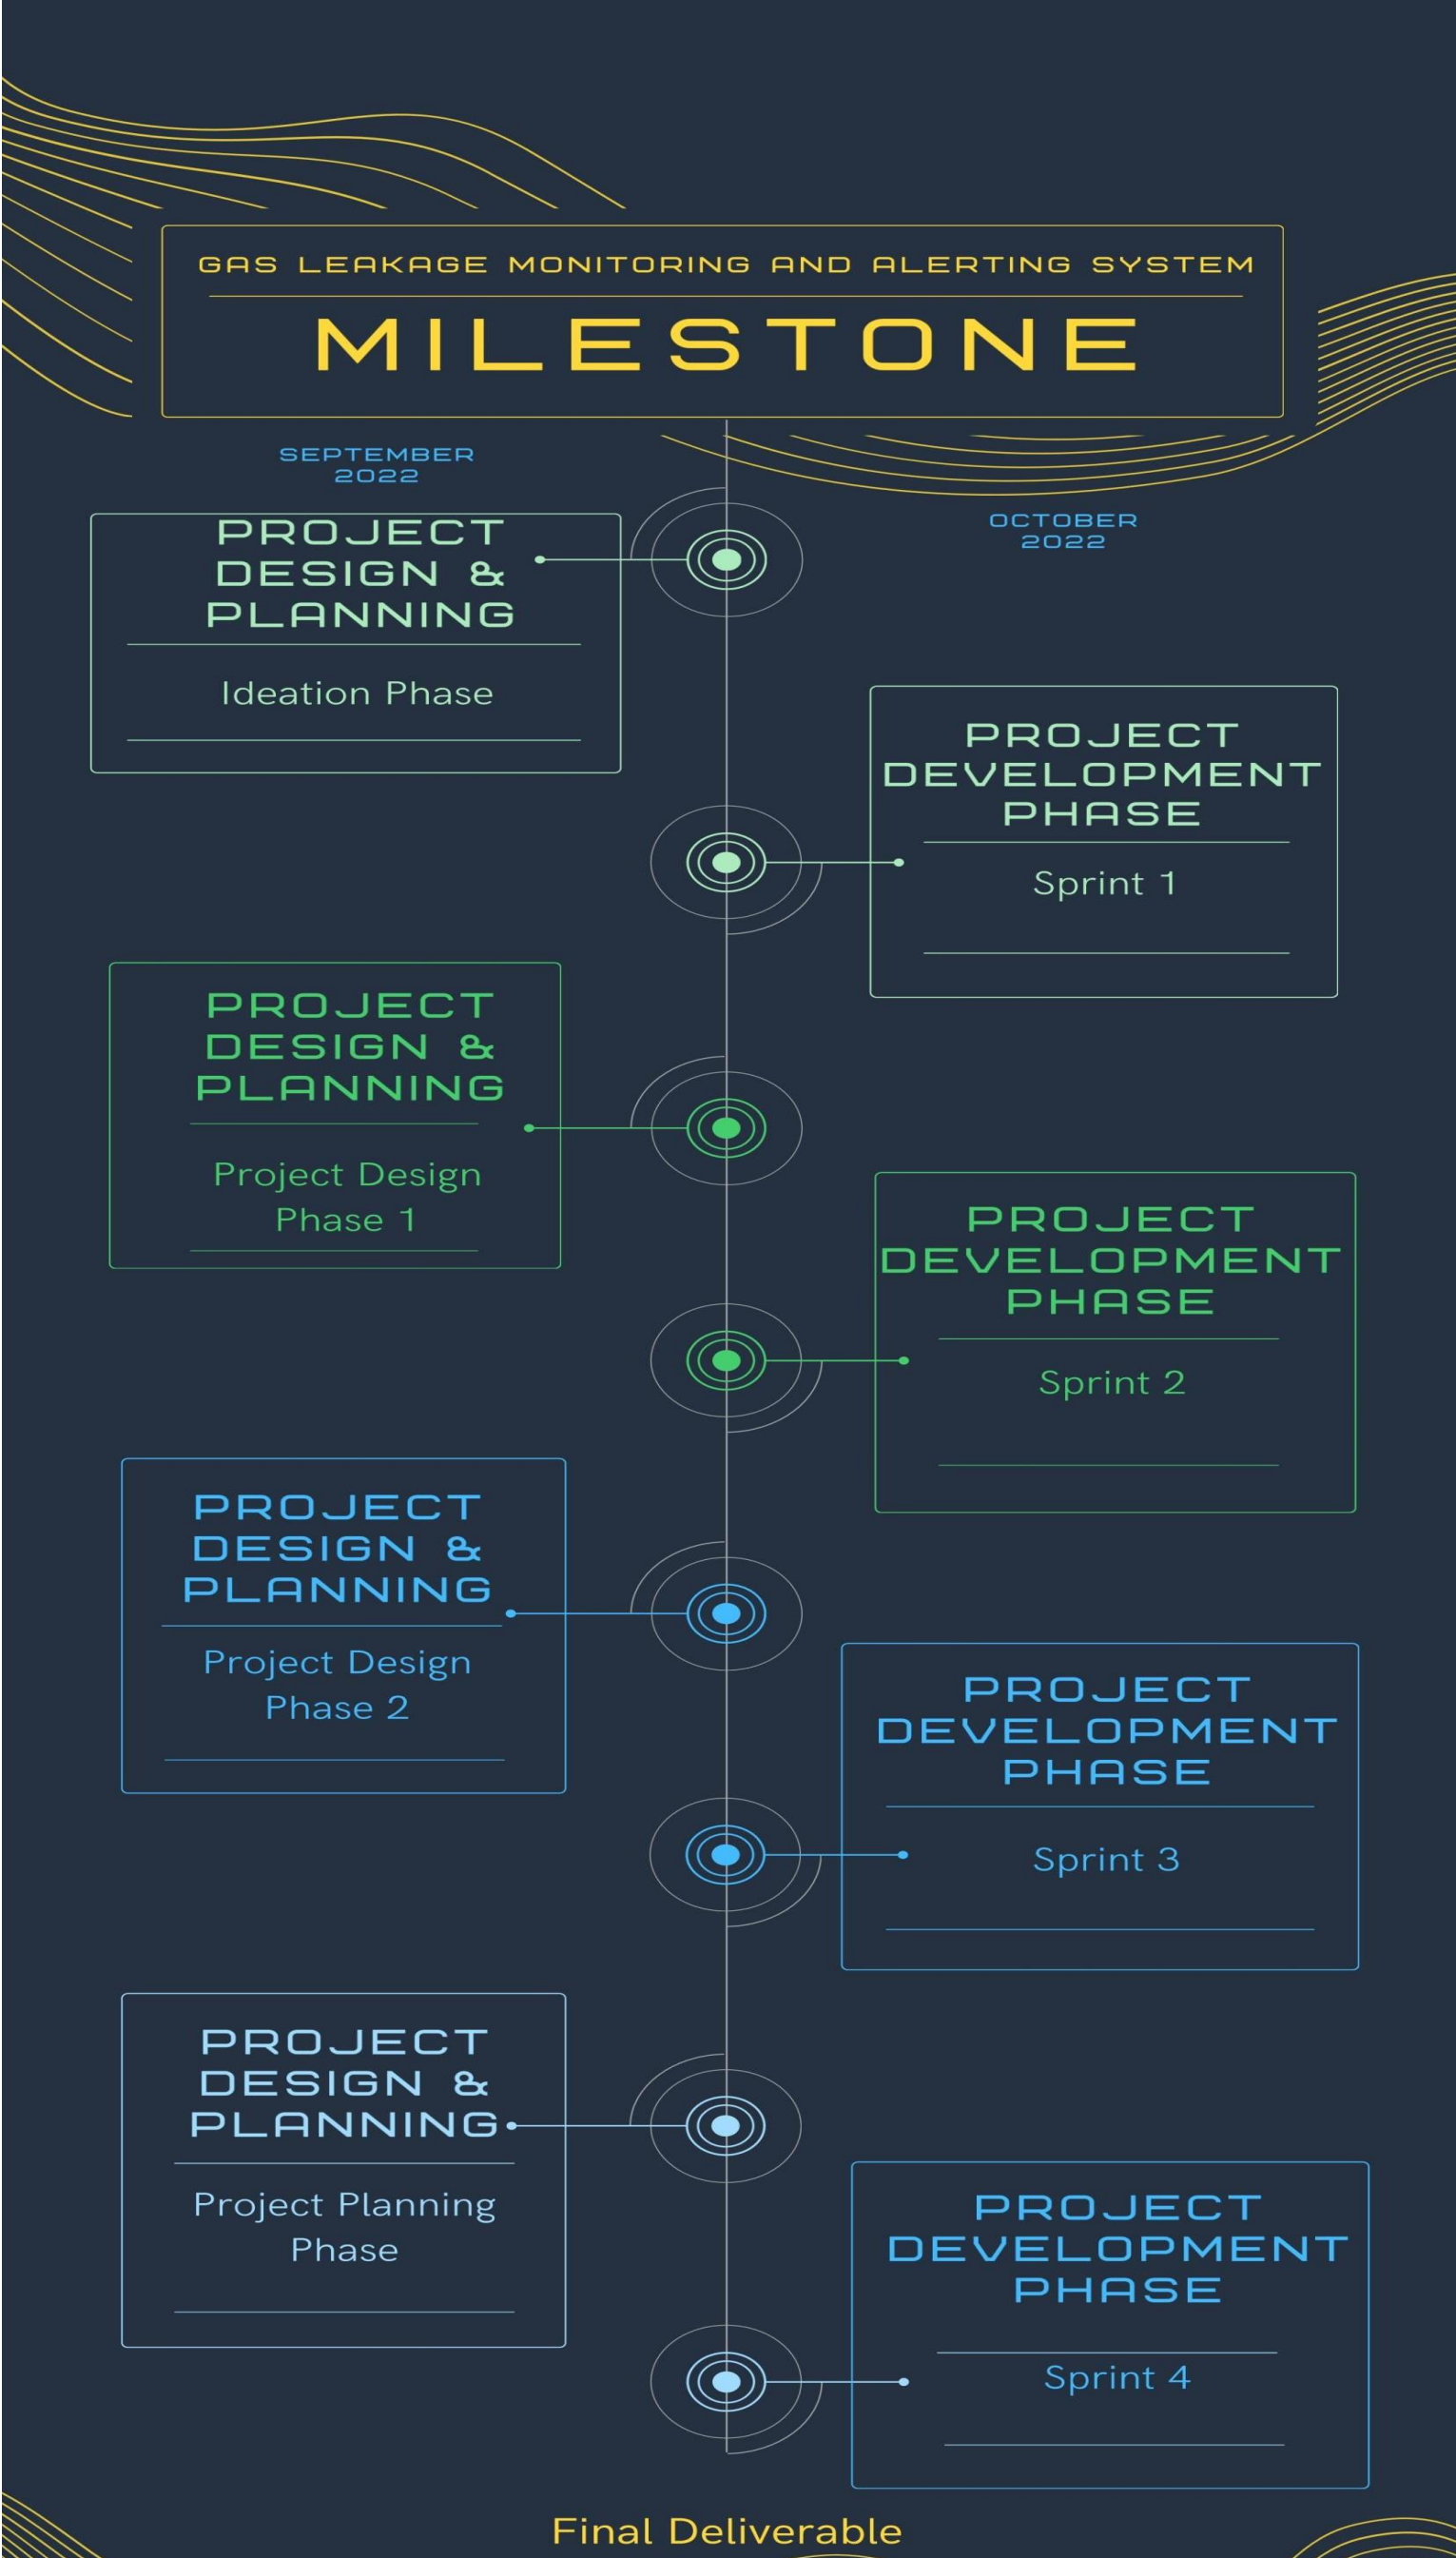 GAS LEAKAGE MONITORING AND ALERTING SYSTEM
MILESTONE
SEPTEMBER
2022
OCTOBER
2022
PROJECT
DESIGN &
PLANNING
Ideation Phase
PROJECT
DEVELOPMENT
PHASE
Sprint 1
PROJECT
DESIGN &
PLANNING
Project Design
Phase 1
PROJECT
DEVELOPMENT
PHASE
Sprint 2
PROJECT
DESIGN &
PLANNING
Project Design
Phase 2
PROJECT
DEVELOPMENT
PHASE
Sprint 3
PROJECT
DESIGN &
PLANNING
Project Planning
Phase
PROJECT
DEVELOPMENT
PHASE
Sprint 4
Final Deliverable